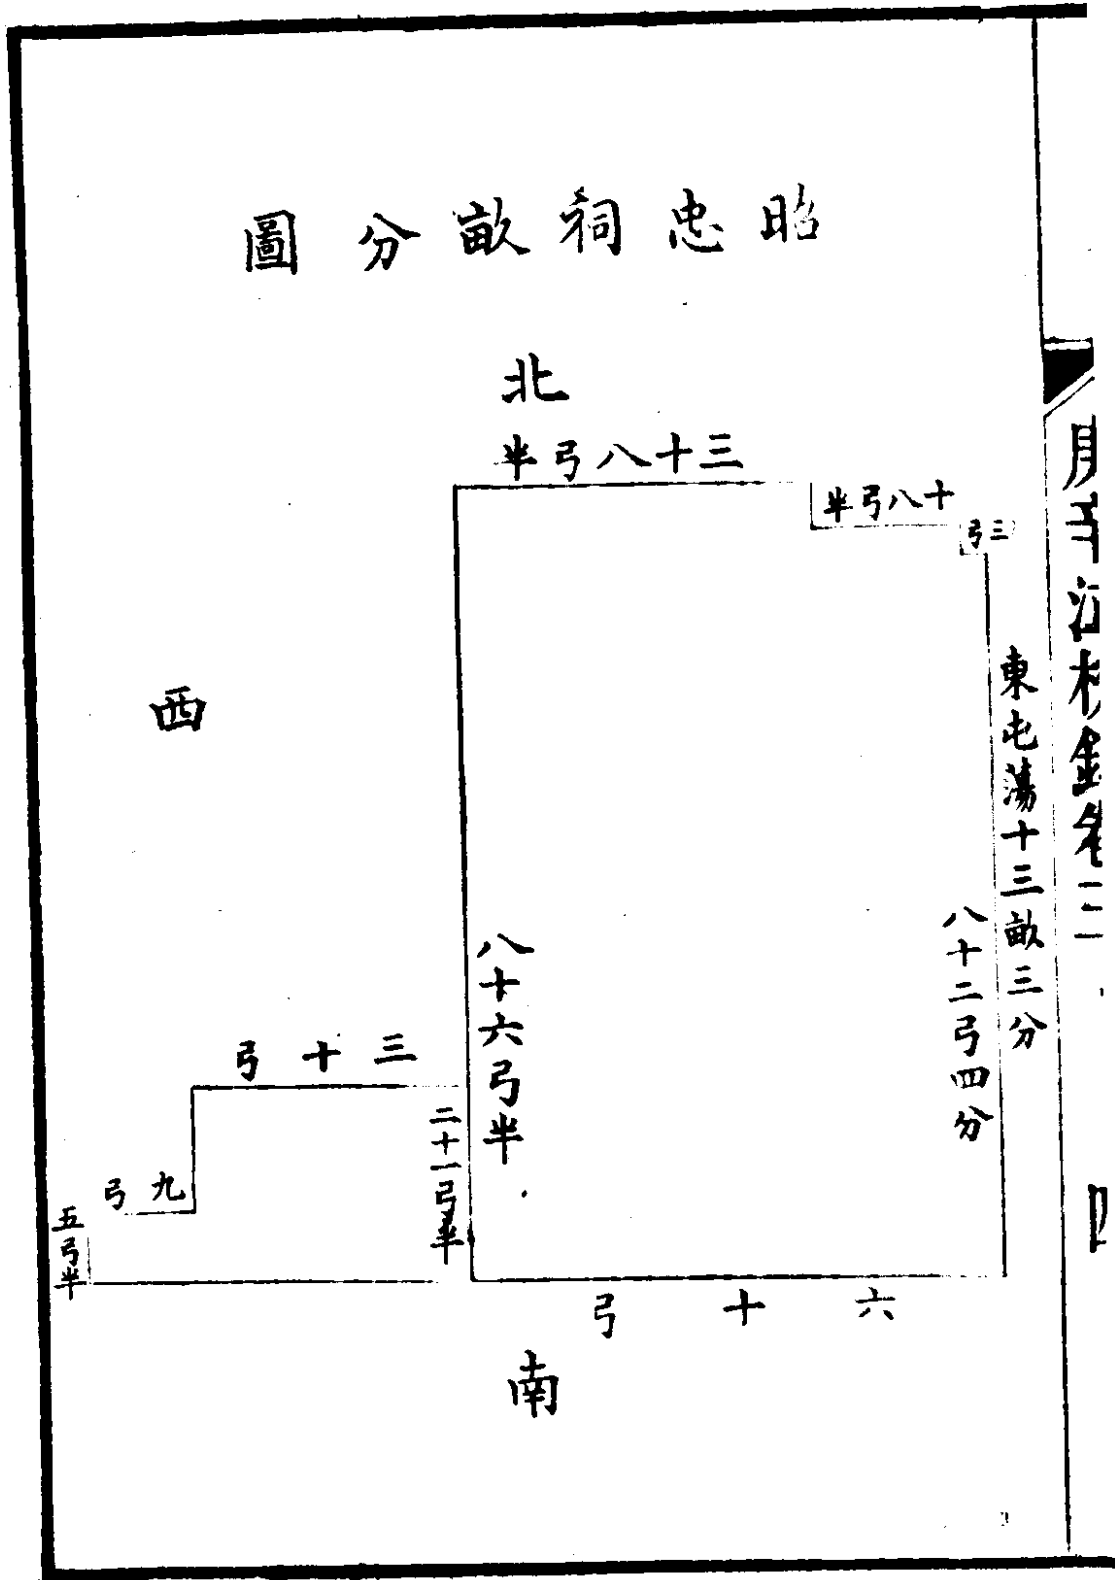 昭忠祠畝分圖
北
三十八弓半
十八弓半
三弓
東屯蕩十三畝三分
八十二弓四分
八十六弓半
西
三十弓
二十一弓半
九弓
五弓半
六十弓
南